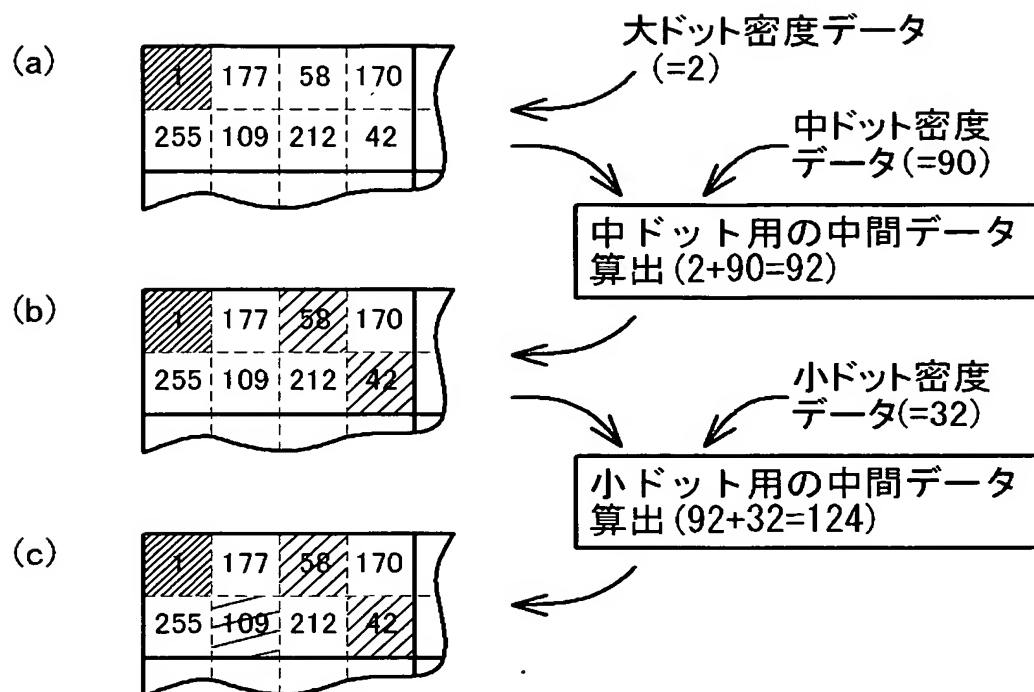 (a)
1 177 58 170
255 109 212 42
大ドット密度データ
(=2)
中ドット密度
データ(=90)
中ドット用の中間データ
算出(2+90=92)
(b)
1 177 58 170
255 109 212 42
小ドット密度
データ(=32)
小ドット用の中間データ
算出(92+32=124)
(c)
1 177 58 170
255 109 212 42